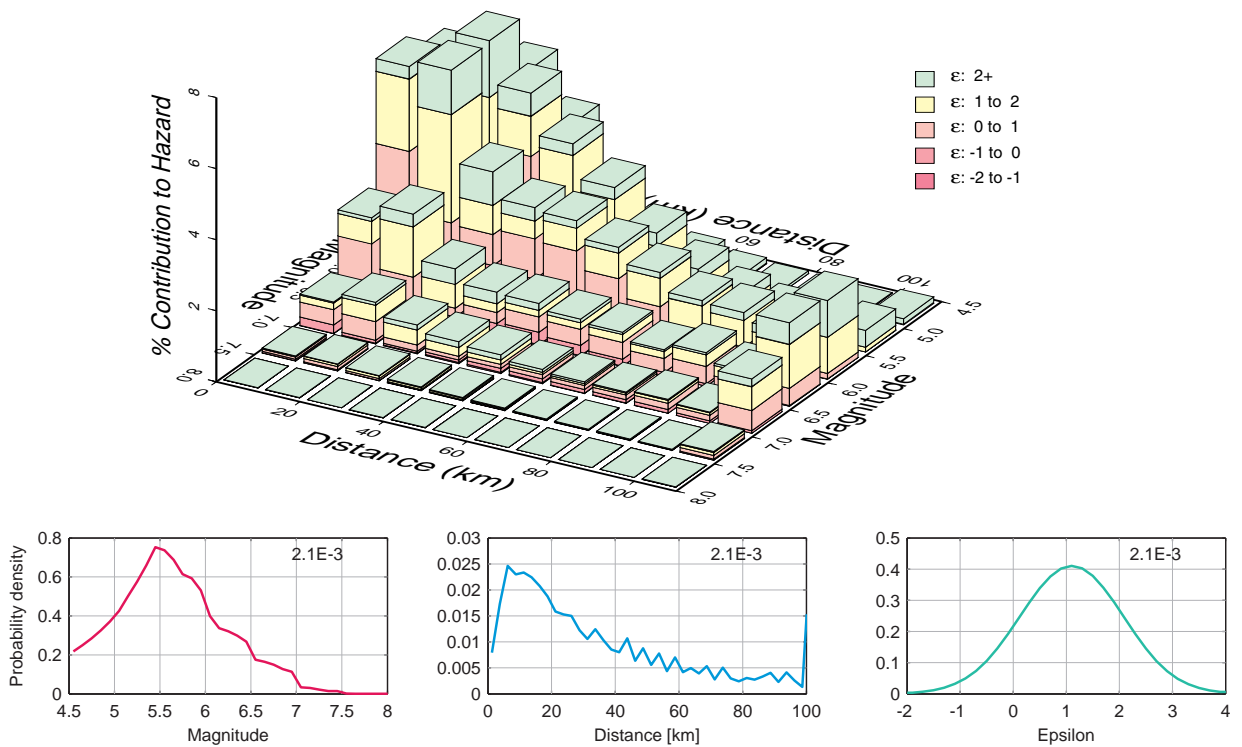 % Contribution to Hazard
8
6
4
2
0
ε: 2+
ε: 1 to 2
ε: 0 to 1
ε: -1 to 0
ε: -2 to -1
Magnitude
7.0
7.5
8.0
Distance (km)
60
80
100
0
20
40
60
80
100
Distance (km)
4.5
5.0
5.5
6.0
6.5
7.0
7.5
8.0
Magnitude
Probability density
0.8
0.6
0.4
0.2
0
2.1E-3
4.5 5 5.5 6 6.5 7 7.5 8
Magnitude
0.03
0.025
0.02
0.015
0.01
0.005
0
2.1E-3
0 20 40 60 80 100
Distance [km]
0.5
0.4
0.3
0.2
0.1
0
2.1E-3
-2 -1 0 1 2 3 4
Epsilon